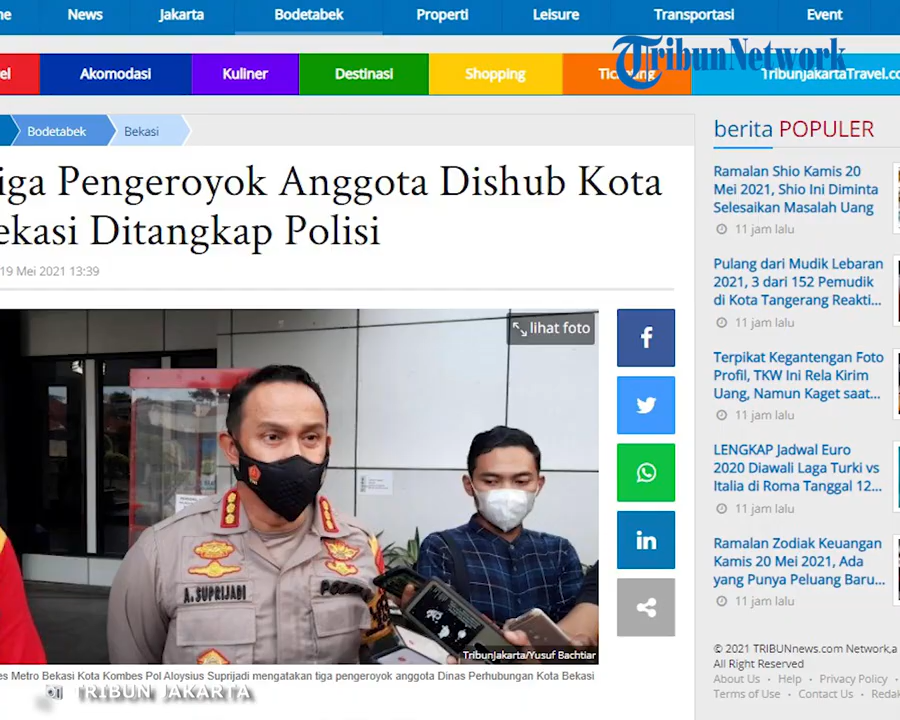 News
Jakarta
Bodetabek
Properti
Leisure
Transportasi
Event
TribunNetwork
Akomodasi
Kuliner
Destinasi
Shopping
Bodetabek
Bekasi
iga Pengeroyok Anggota Dishub Kota
ekasi Ditangkap Polisi
19 Mei 2021 13:39
lihat foto
A.SUPRIJADI
TribunJakarta/Yusuf Bachtiar
es Metro Bekasi Kota Kombes Pol Aloysius Suprijadi mengatakan tiga pengeroyok anggota Dinas Perhubungan Kota Bekasi
TRIBUN JAKARTA
berita POPULER
Ramalan Shio Kamis 20
Mei 2021, Shio Ini Diminta
Selesaikan Masalah Uang
11 jam lalu
Pulang dari Mudik Lebaran
2021, 3 dari 152 Pemudik
di Kota Tangerang Reakti...
11 jam lalu
Terpikat Kegantengan Foto
Profil, TKW Ini Rela Kirim
Uang, Namun Kaget saat...
11 jam lalu
LENGKAP Jadwal Euro
2020 Diawali Laga Turki vs
Italia di Roma Tanggal 12...
11 jam lalu
Ramalan Zodiak Keuangan
Kamis 20 Mei 2021, Ada
yang Punya Peluang Baru...
11 jam lalu
© 2021 TRIBUNnews.com Network,a
All Right Reserved
About Us · Help · Privacy Policy ·
Terms of Use · Contact Us · Redak